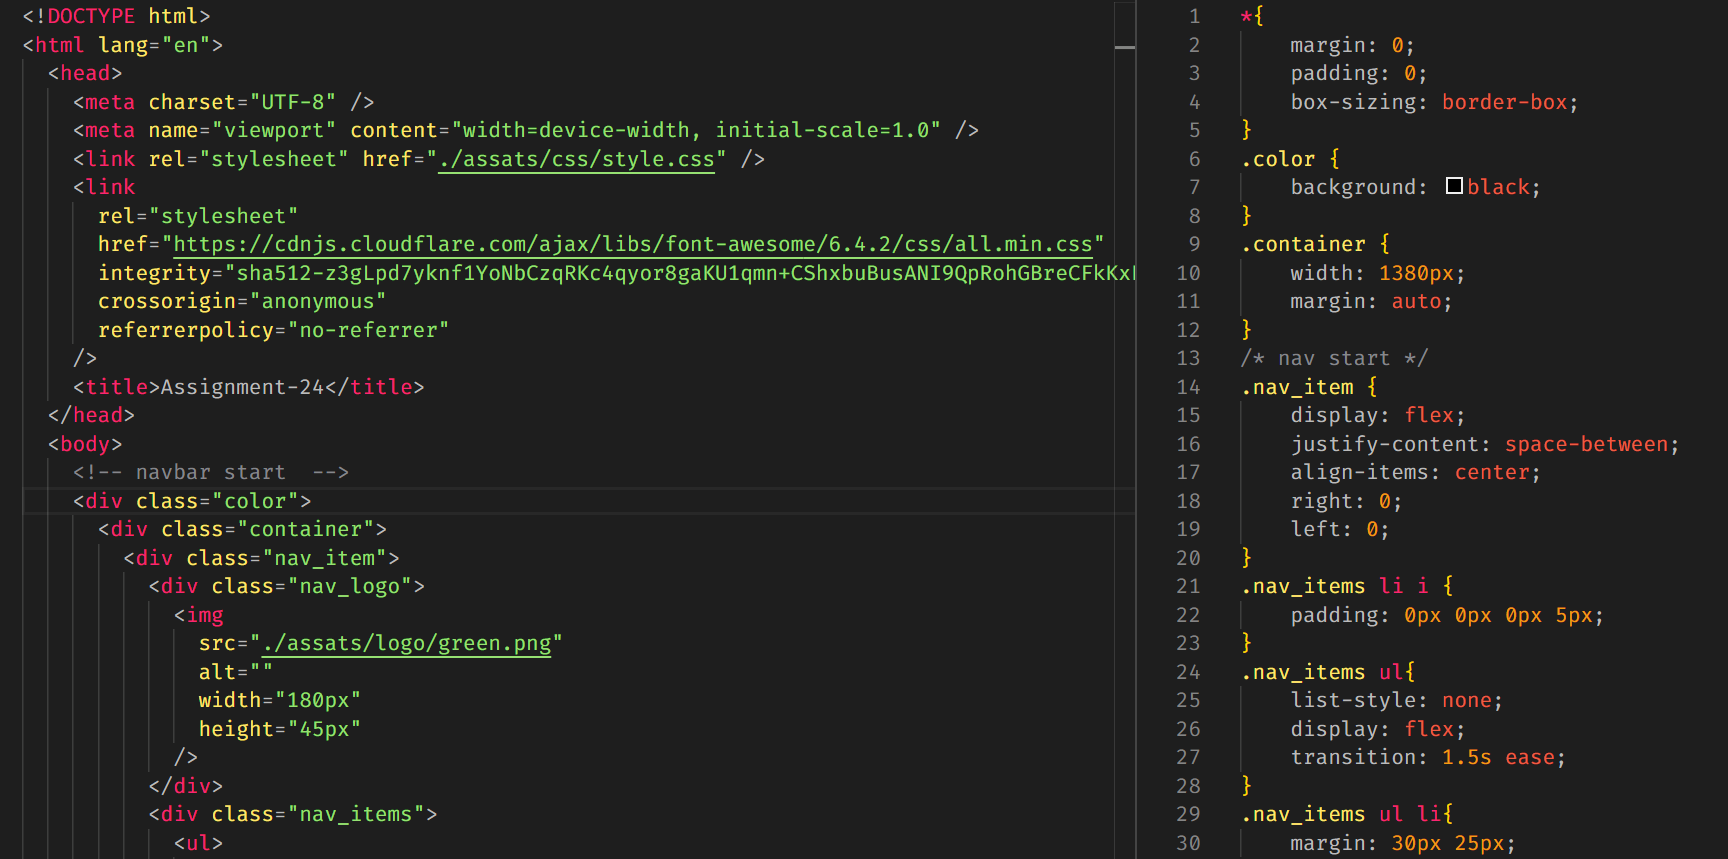 <!DOCTYPE html>
<html lang="en">
<head>
<meta charset="UTF-8" />
<meta name="viewport" content="width=device-width, initial-scale=1.0" />
<link rel="stylesheet" href="./assats/css/style.css" />
<link
rel="stylesheet"
href="https://cdnjs.cloudflare.com/ajax/libs/font-awesome/6.4.2/css/all.min.css"
integrity="sha512-z3gLpd7yknf1YoNbCzqRKc4qyor8gaKU1qmn+CShxbuBusANI9QpRohGBreCFkKxl
crossorigin="anonymous"
referrerpolicy="no-referrer"
/>
<title>Assignment-24</title>
</head>
<body>
<!-- navbar start  -->
<div class="color">
<div class="container">
<div class="nav_item">
<div class="nav_logo">
<img
src="./assats/logo/green.png"
alt=""
width="180px"
height="45px"
/>
</div>
<div class="nav_items">
<ul>
1 *{
2 margin: 0;
3 padding: 0;
4 box-sizing: border-box;
5 }
6 .color {
7 background: black;
8 }
9 .container {
10 width: 1380px;
11 margin: auto;
12 }
13 /* nav start */
14 .nav_item {
15 display: flex;
16 justify-content: space-between;
17 align-items: center;
18 right: 0;
19 left: 0;
20 }
21 .nav_items li i {
22 padding: 0px 0px 0px 5px;
23 }
24 .nav_items ul{
25 list-style: none;
26 display: flex;
27 transition: 1.5s ease;
28 }
29 .nav_items ul li{
30 margin: 30px 25px;